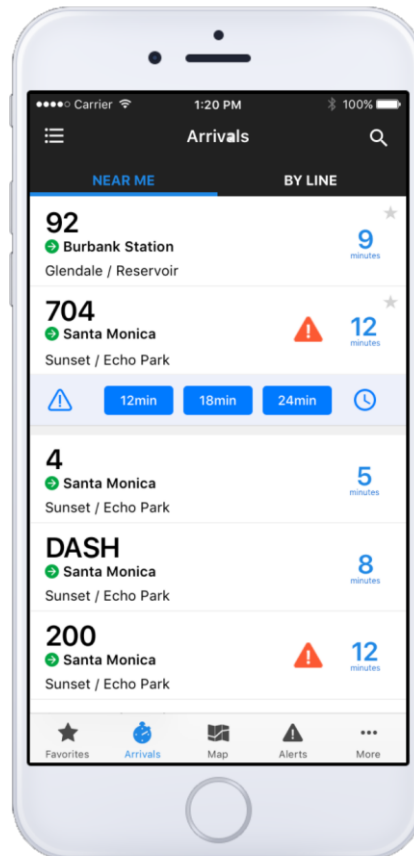 Carrier 1:20 PM 100%
Arrivals
NEAR ME BY LINE
92
Burbank Station 9
minutes
Glendale / Reservoir
704
Santa Monica 12
minutes
Sunset / Echo Park
12min 18min 24min
4
Santa Monica 5
minutes
Sunset / Echo Park
DASH
Santa Monica 8
minutes
Sunset / Echo Park
200
Santa Monica 12
minutes
Sunset / Echo Park
Favorites Arrivals Map Alerts More